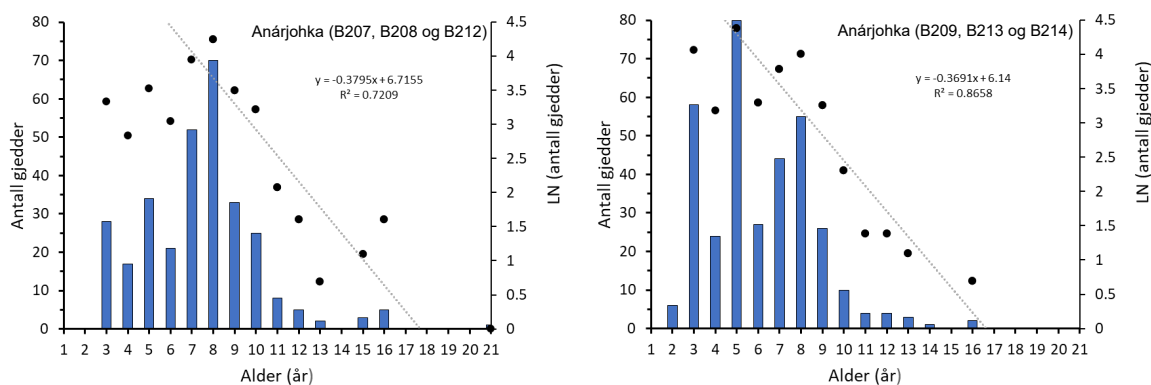 Anárjohka (B207, B208 og B212)
y = -0.3795x + 6.7155
R² = 0.7209
Antall gjedder
80
70
60
50
40
30
20
10
0
LN (antall gjedder)
4.5
4
3.5
3
2.5
2
1.5
1
0.5
0
1 2 3 4 5 6 7 8 9 10 11 12 13 14 15 16 17 18 19 20 21
Alder (år)
Anárjohka (B209, B213 og B214)
y = -0.3691x + 6.14
R² = 0.8658
Antall gjedder
80
70
60
50
40
30
20
10
0
LN (antall gjedder)
4.5
4
3.5
3
2.5
2
1.5
1
0.5
0
1 2 3 4 5 6 7 8 9 10 11 12 13 14 15 16 17 18 19 20 21
Alder (år)